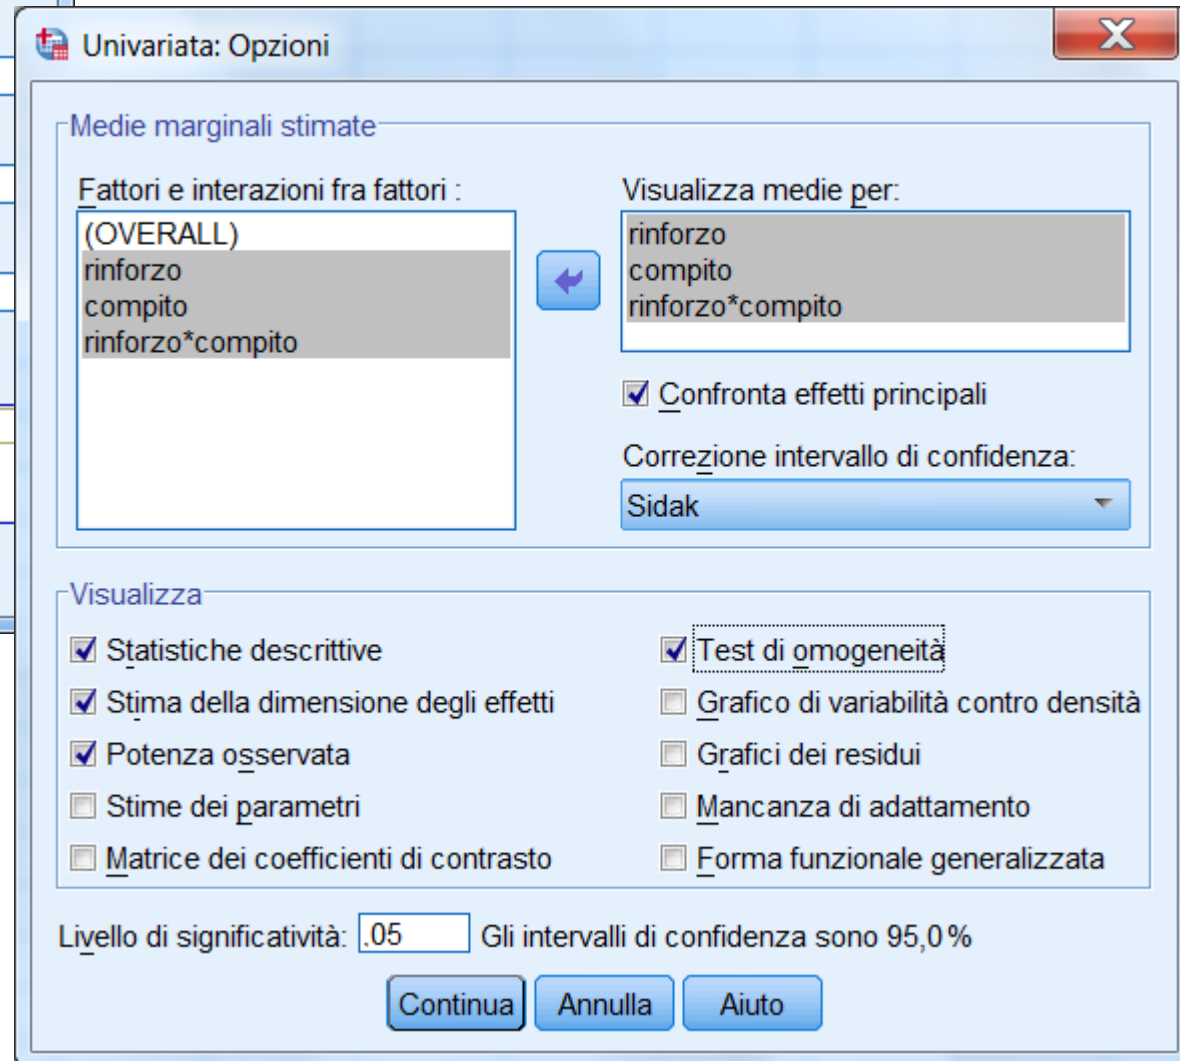 Univariata: Opzioni
Medie marginali stimate
Fattori e interazioni fra fattori :
(OVERALL)
rinforzo
compito
rinforzo*compito
Visualizza medie per:
rinforzo
compito
rinforzo*compito
Confronta effetti principali
Correzione intervallo di confidenza:
Sidak
Visualizza
Statistiche descrittive
Stima della dimensione degli effetti
Potenza osservata
Stime dei parametri
Matrice dei coefficienti di contrasto
Test di omogeneità
Grafico di variabilità contro densità
Grafici dei residui
Mancanza di adattamento
Forma funzionale generalizzata
Livello di significatività: ,05 Gli intervalli di confidenza sono 95,0 %
Continua Annulla Aiuto